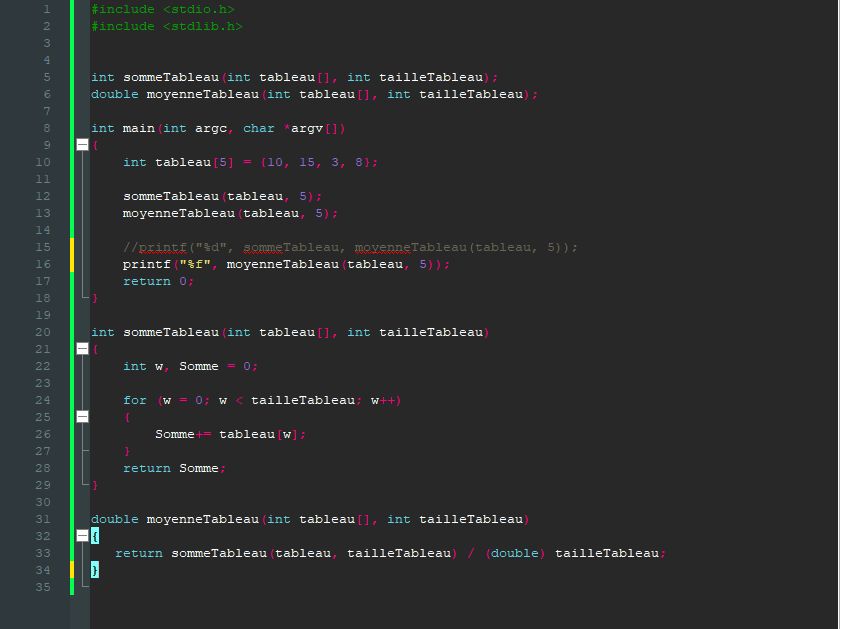 1 #include <stdio.h>
2 #include <stdlib.h>
3
4
5 int sommeTableau(int tableau[], int tailleTableau);
6 double moyenneTableau(int tableau[], int tailleTableau);
7
8 int main(int argc, char *argv[])
9 {
10 int tableau[5] = {10, 15, 3, 8};
11
12 sommeTableau(tableau, 5);
13 moyenneTableau(tableau, 5);
14
15 //printf("%d", sommeTableau, moyenneTableau(tableau, 5));
16 printf("%f", moyenneTableau(tableau, 5));
17 return 0;
18 }
19
20 int sommeTableau(int tableau[], int tailleTableau)
21 {
22 int w, Somme = 0;
23
24 for (w = 0; w < tailleTableau; w++)
25 {
26 Somme+= tableau[w];
27 }
28 return Somme;
29 }
30
31 double moyenneTableau(int tableau[], int tailleTableau)
32 {
33 return sommeTableau(tableau, tailleTableau) / (double) tailleTableau;
34 }
35